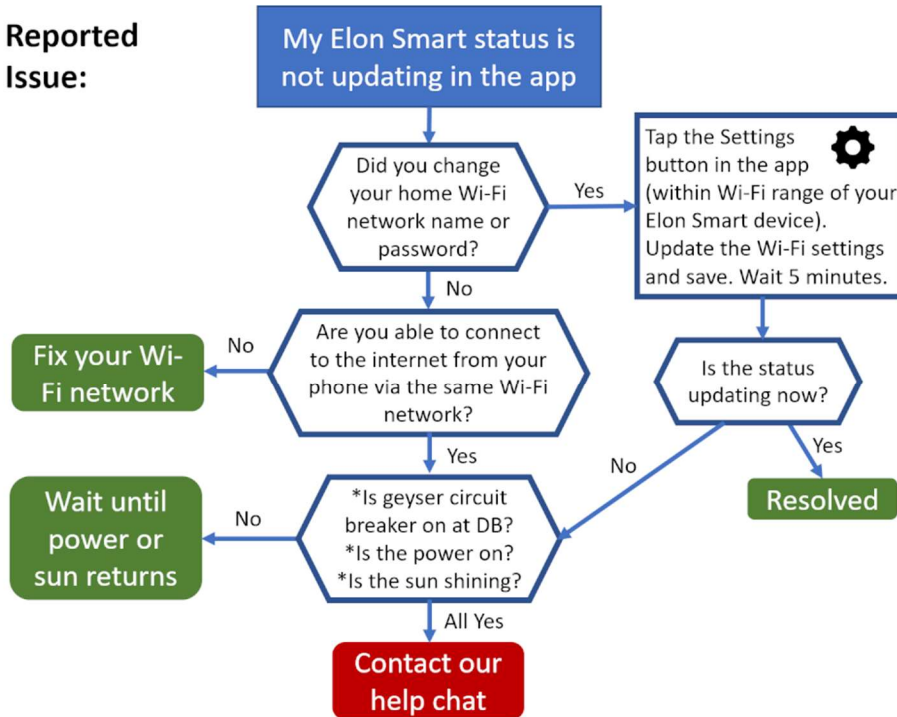 Reported
Issue:
My Elon Smart status is
not updating in the app
Did you change
your home Wi-Fi
network name or
password?
Yes
Tap the Settings
button in the app
(within Wi-Fi range of your
Elon Smart device).
Update the Wi-Fi settings
and save. Wait 5 minutes.
No
Are you able to connect
to the internet from your
phone via the same Wi-Fi
network?
No
Fix your Wi-
Fi network
Is the status
updating now?
Yes
Resolved
No
Yes
*Is geyser circuit
breaker on at DB?
*Is the power on?
*Is the sun shining?
No
Wait until
power or
sun returns
All Yes
Contact our
help chat